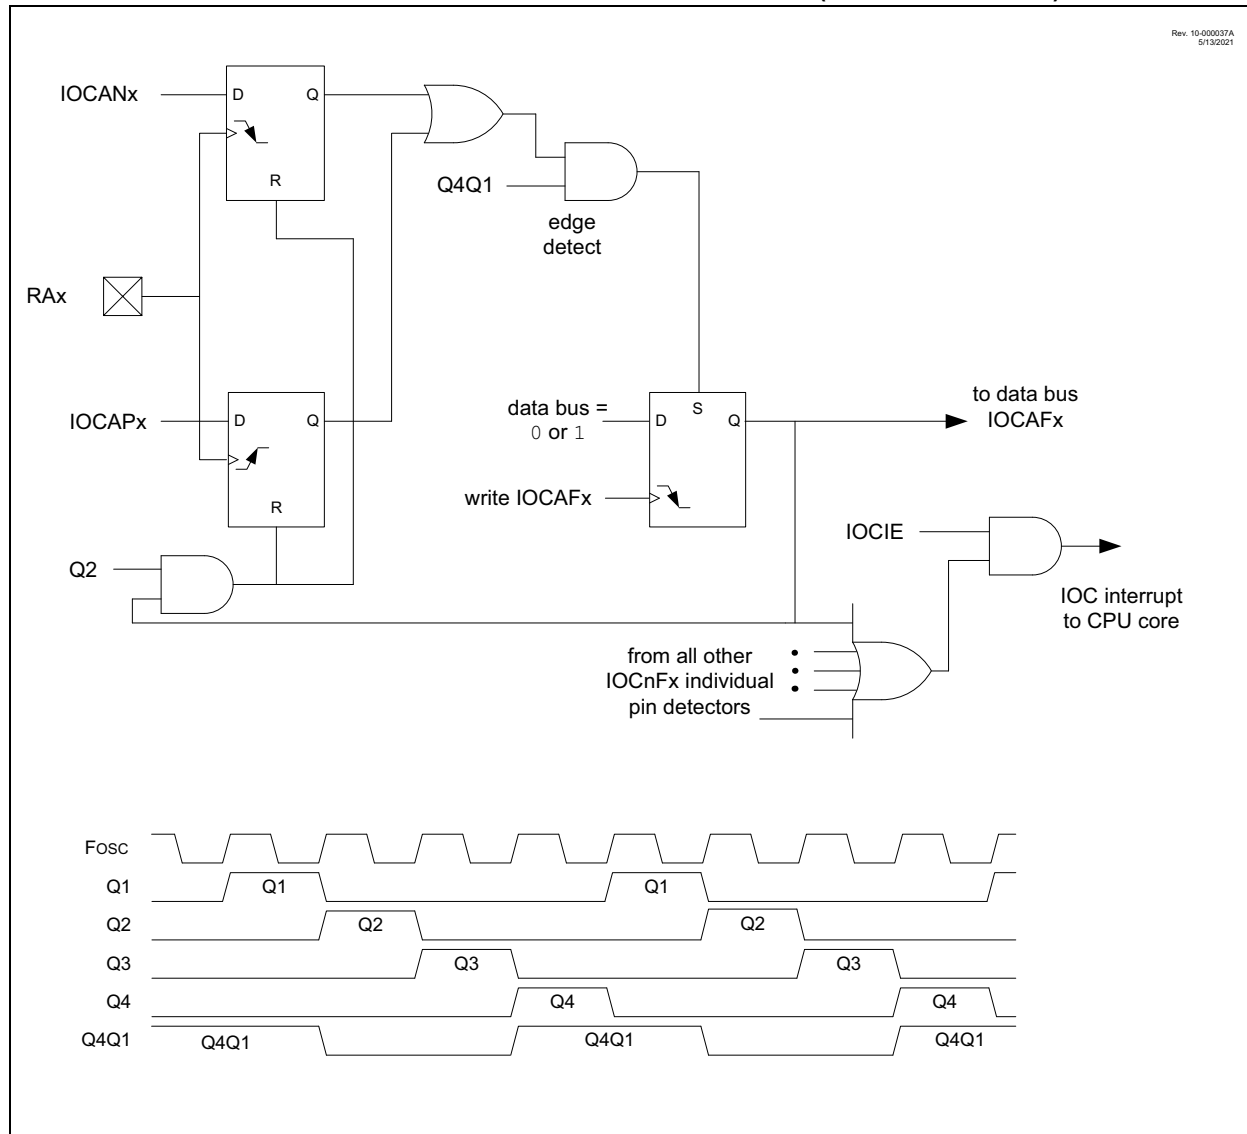 Rev. 10-000037A
5/13/2021
IOCANx
D
Q
R
Q4Q1
edge
detect
RAx
IOCAPx
D
Q
R
data bus =
0 or 1
D
S
Q
to data bus
IOCAFx
write IOCAFx
IOCIE
Q2
IOC interrupt
to CPU core
from all other
IOCnFx individual
pin detectors
FOSC
Q1
Q1
Q1
Q2
Q2
Q2
Q3
Q3
Q3
Q4
Q4
Q4
Q4Q1
Q4Q1
Q4Q1
Q4Q1